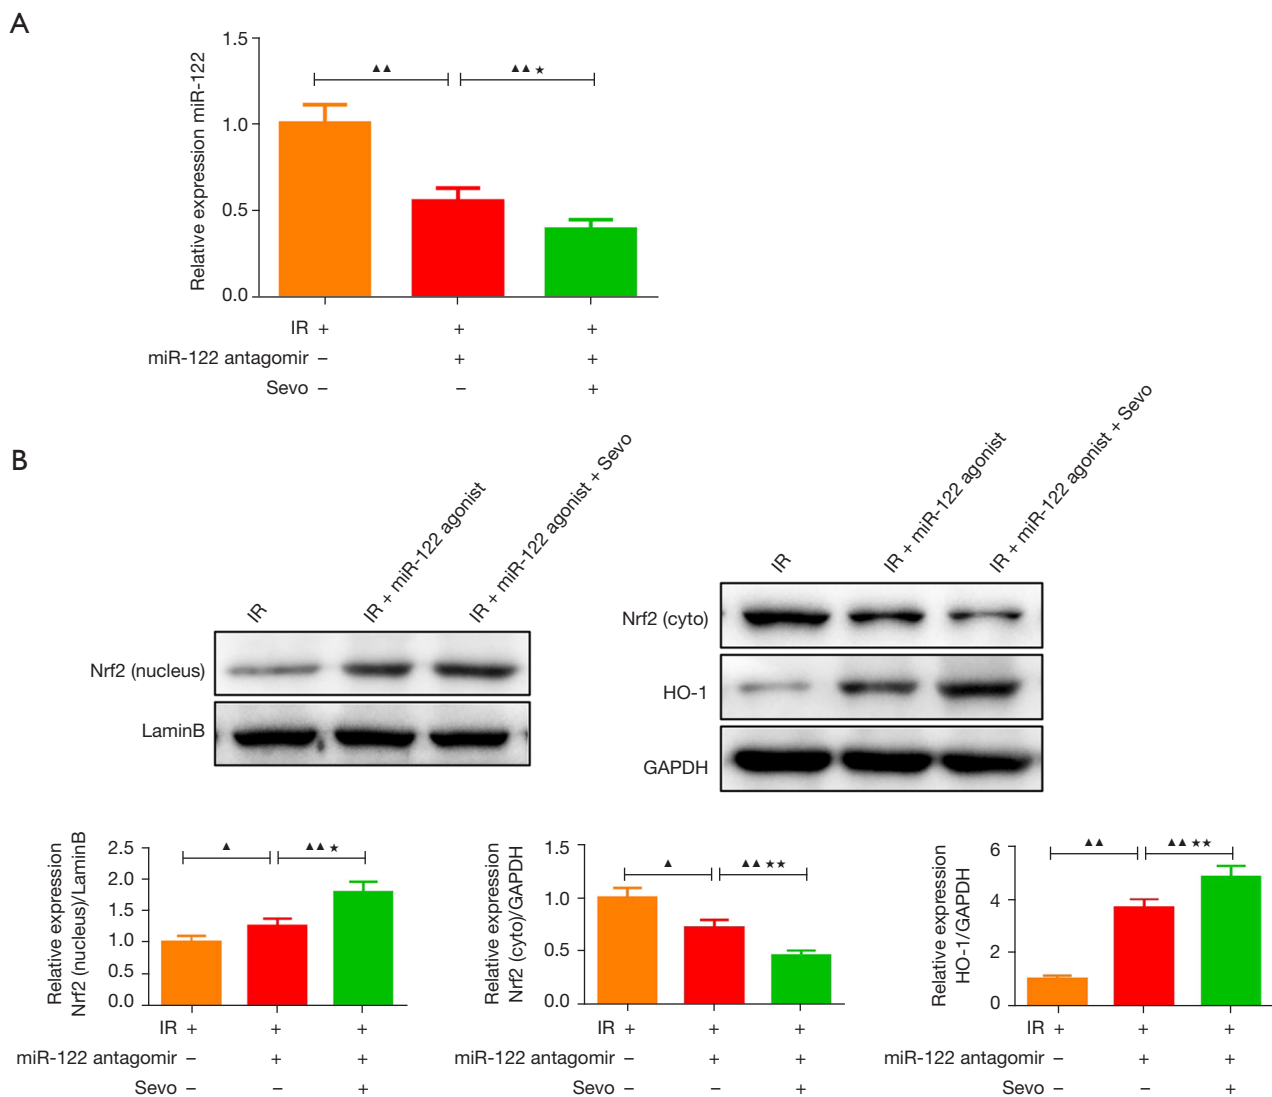 A
Relative expression miR-122
1.5
1.0
0.5
0.0
▲▲
▲▲ ★
IR + + +
miR-122 antagomir – + +
Sevo – – +
B
IR
IR + miR-122 agonist
IR + miR-122 agonist + Sevo
Nrf2 (nucleus)
LaminB
IR
IR + miR-122 agonist
IR + miR-122 agonist + Sevo
Nrf2 (cyto)
HO-1
GAPDH
Relative expression
Nrf2 (nucleus)/LaminB
2.5
2.0
1.5
1.0
0.5
0.0
▲
▲▲ ★
IR + + +
miR-122 antagomir – + +
Sevo – – +
Relative expression
Nrf2 (cyto)/GAPDH
1.5
1.0
0.5
0.0
▲
▲▲ ★★
IR + + +
miR-122 antagomir – + +
Sevo – – +
Relative expression
HO-1/GAPDH
6
4
2
0
▲▲
▲▲ ★★
IR + + +
miR-122 antagomir – + +
Sevo – – +